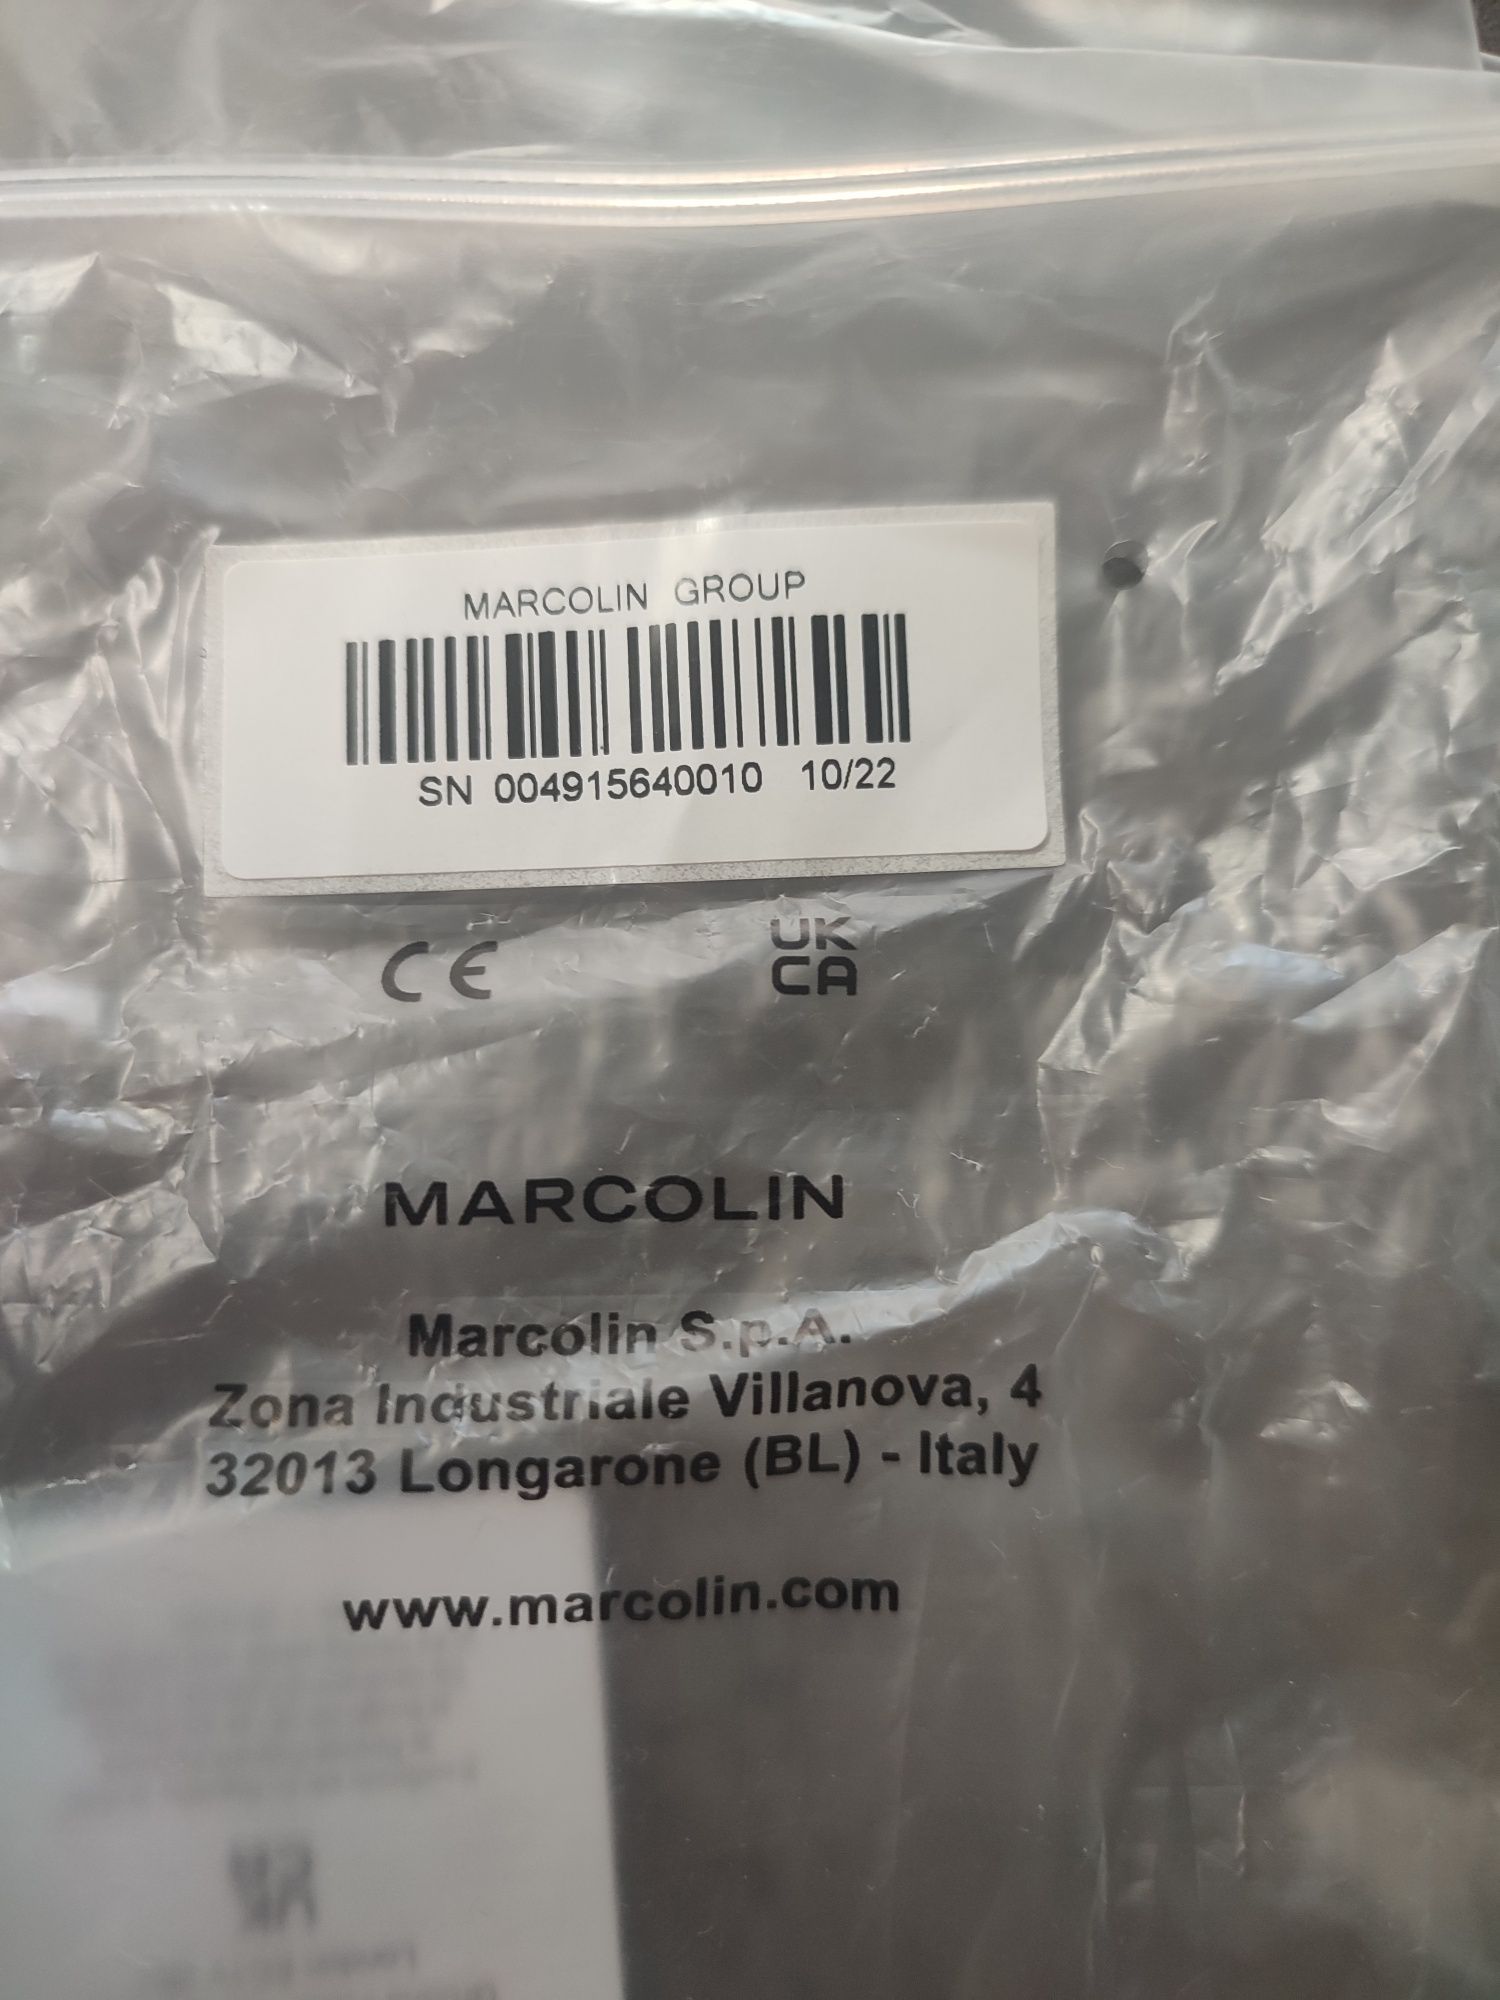 MARCOLIN GROUP
SN 004915640010 10/22
CE
UK
CA
MARCOLIN
Marcolin S.p.A.
Zona Industriale Villanova, 4
32013 Longarone (BL) - Italy
www.marcolin.com